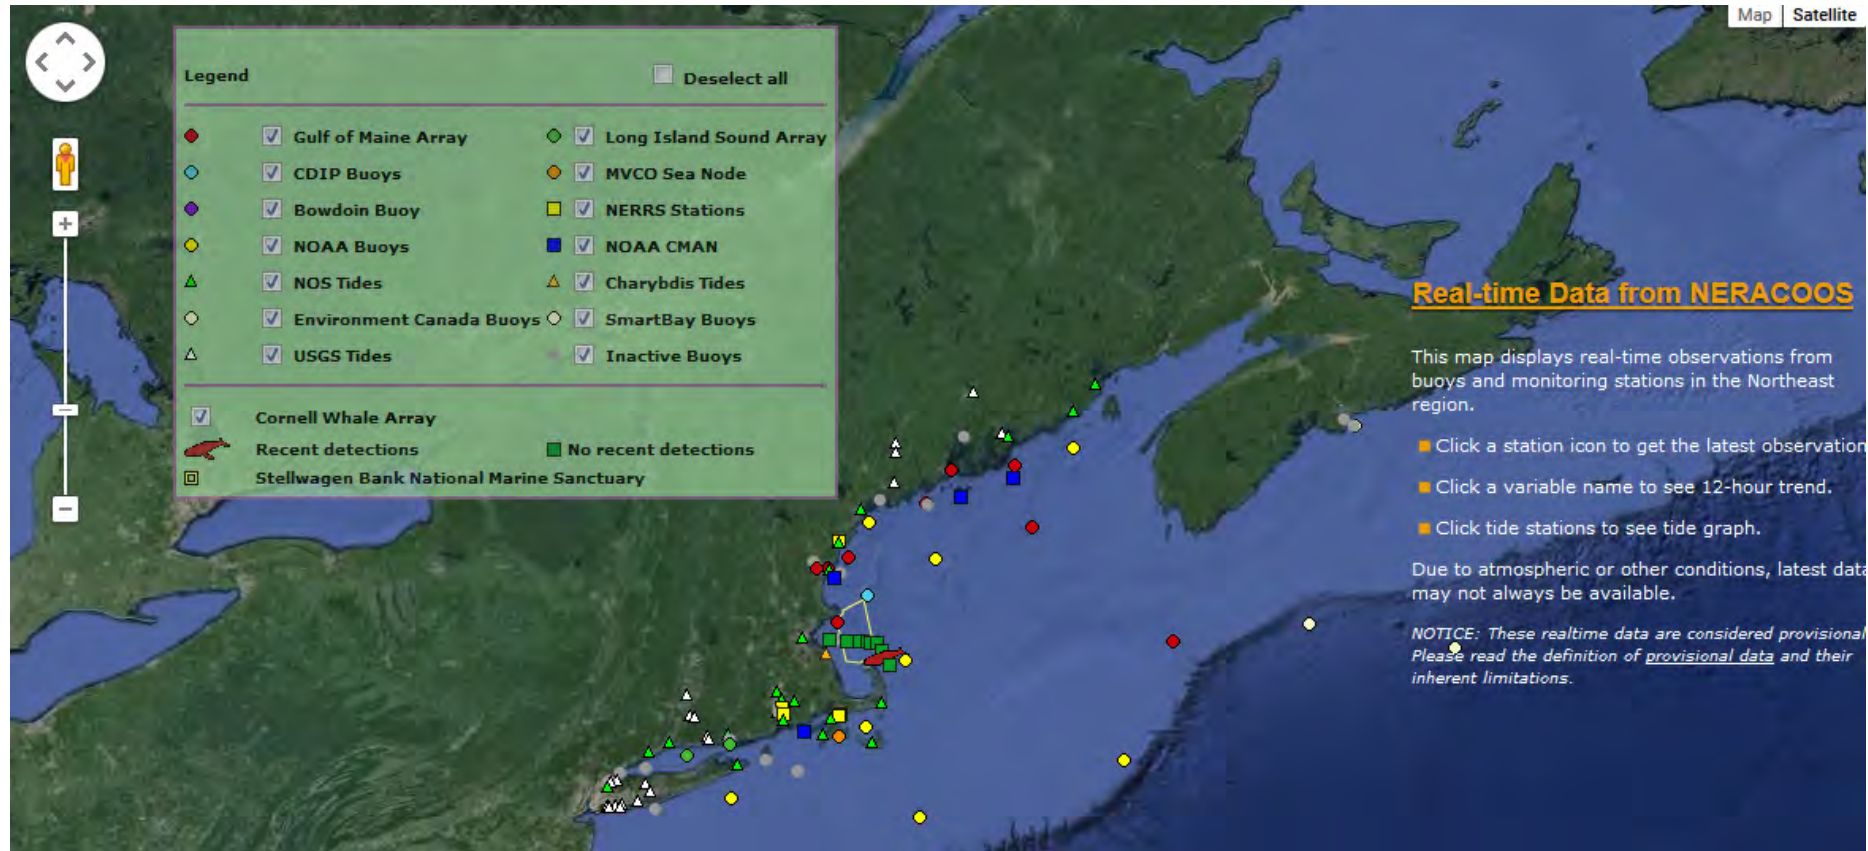 Map Satellite
Legend
Deselect all
Gulf of Maine Array
Long Island Sound Array
CDIP Buoys
MVCO Sea Node
Bowdoin Buoy
NERRS Stations
NOAA Buoys
NOAA CMAN
NOS Tides
Charybdis Tides
Environment Canada Buoys
SmartBay Buoys
USGS Tides
Inactive Buoys
Cornell Whale Array
Recent detections
No recent detections
Stellwagen Bank National Marine Sanctuary
Real-time Data from NERACOOS
This map displays real-time observations from
buoys and monitoring stations in the Northeast
region.
Click a station icon to get the latest observation
Click a variable name to see 12-hour trend.
Click tide stations to see tide graph.
Due to atmospheric or other conditions, latest data
may not always be available.
NOTICE: These realtime data are considered provisional
Please read the definition of provisional data and their
inherent limitations.